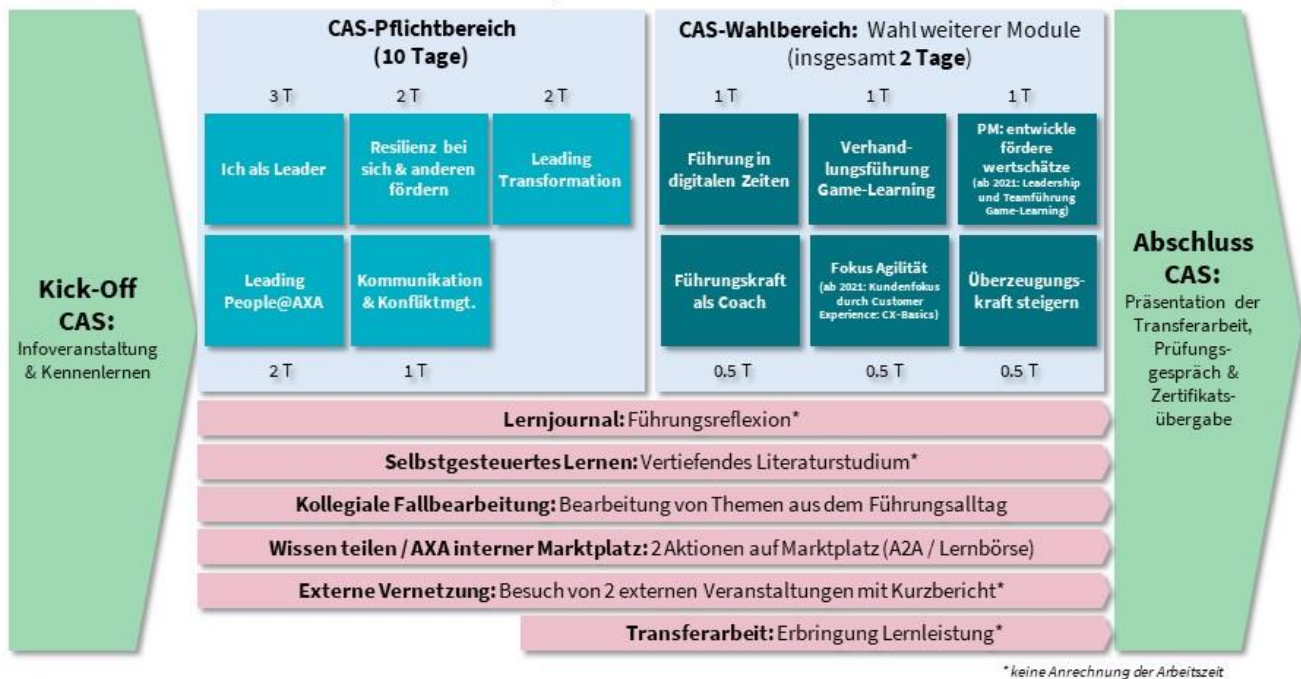 Kick-Off
CAS:
Infoveranstaltung
& Kennenlernen
CAS-Pflichtbereich
(10 Tage)
3 T
2 T
2 T
Ich als Leader
Resilienz bei
sich & anderen
fördern
Leading
Transformation
Leading
People@AXA
Kommunikation
& Konfliktmgt.
2 T
1 T
CAS-Wahlbereich: Wahl weiterer Module
(insgesamt 2 Tage)
1 T
1 T
1 T
Führung in
digitalen Zeiten
Verhand-
lungsführung
Game-Learning
PM: entwickle
fördere
wertschätze
(ab 2021: Leadership
und Teamführung
Game-Learning)
Führungskraft
als Coach
Fokus Agilität
(ab 2021: Kundenfokus
durch Customer
Experience: CX-Basics)
Überzeugungs-
kraft steigern
0.5 T
0.5 T
0.5 T
Lernjournal: Führungsreflexion*
Selbstgesteuertes Lernen: Vertiefendes Literaturstudium*
Kollegiale Fallbearbeitung: Bearbeitung von Themen aus dem Führungsalltag
Wissen teilen / AXA interner Marktplatz: 2 Aktionen auf Marktplatz (A2A / Lernbörse)
Externe Vernetzung: Besuch von 2 externen Veranstaltungen mit Kurzbericht*
Transferarbeit: Erbringung Lernleistung*
Abschluss
CAS:
Präsentation der
Transferarbeit,
Prüfungs-
gespräch &
Zertifikats-
übergabe
* keine Anrechnung der Arbeitszeit